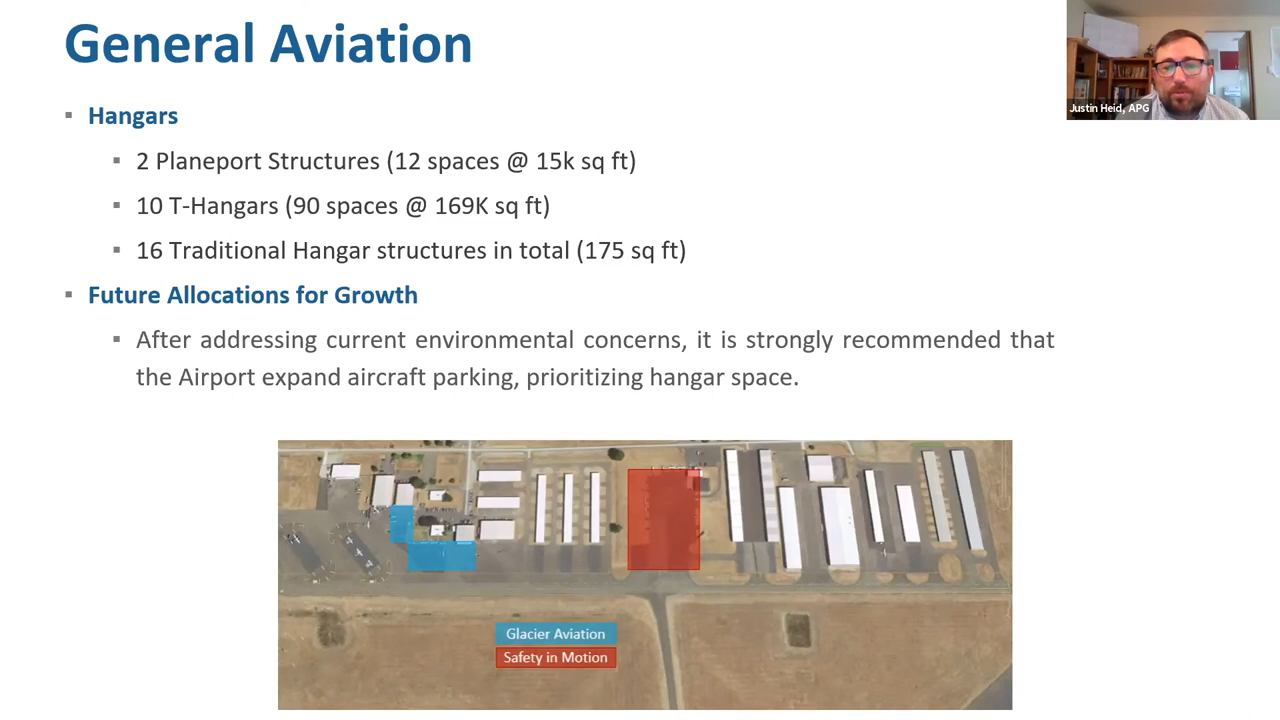 General Aviation
Justin Heid, APG
▪ Hangars
▪ 2 Planeport Structures (12 spaces @ 15k sq ft)
▪ 10 T-Hangars (90 spaces @ 169K sq ft)
▪ 16 Traditional Hangar structures in total (175 sq ft)
▪ Future Allocations for Growth
▪ After addressing current environmental concerns, it is strongly recommended that
the Airport expand aircraft parking, prioritizing hangar space.
Glacier Aviation
Safety in Motion